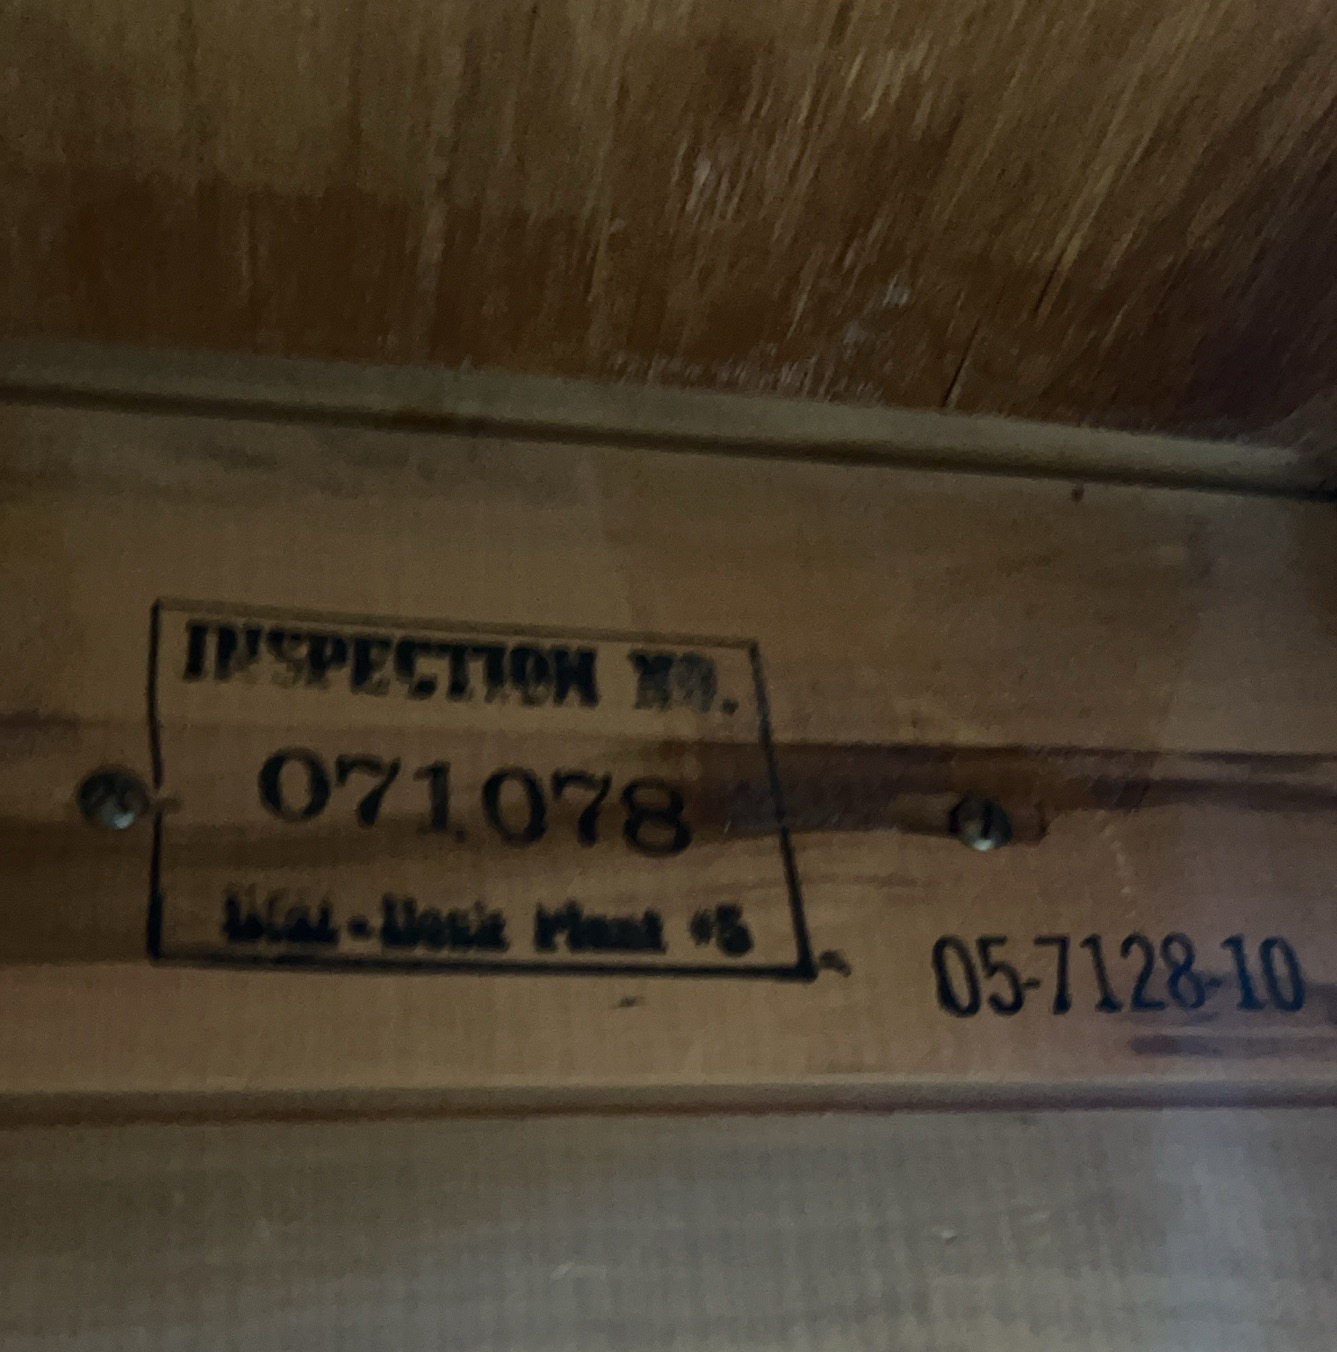 INSPECTION NO.
071078
Plant #5
05-7128-10